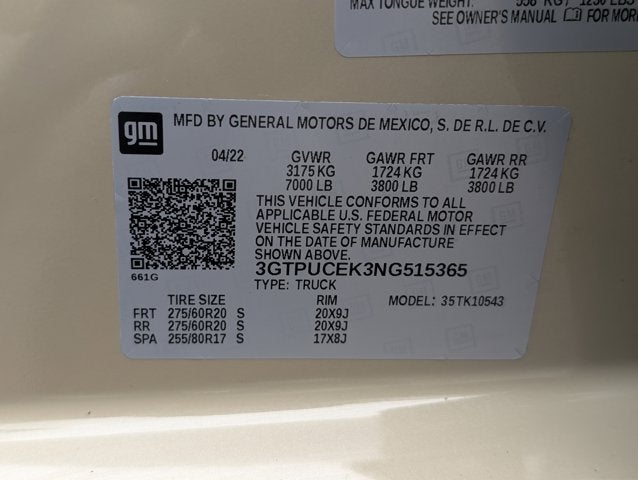 MAX TONGUE WEIGHT: 558 KG / 1230 LBS
SEE OWNER'S MANUAL FOR MORE
gm
MFD BY GENERAL MOTORS DE MEXICO, S. DE R.L. DE C.V.
04/22 GVWR GAWR FRT GAWR RR
3175 KG 1724 KG 1724 KG
7000 LB 3800 LB 3800 LB
THIS VEHICLE CONFORMS TO ALL
APPLICABLE U.S. FEDERAL MOTOR
VEHICLE SAFETY STANDARDS IN EFFECT
ON THE DATE OF MANUFACTURE
SHOWN ABOVE.
661G
3GTPUCEK3NG515365
TYPE: TRUCK
TIRE SIZE RIM MODEL: 35TK10543
FRT 275/60R20 S 20X9J
RR 275/60R20 S 20X9J
SPA 255/80R17 S 17X8J